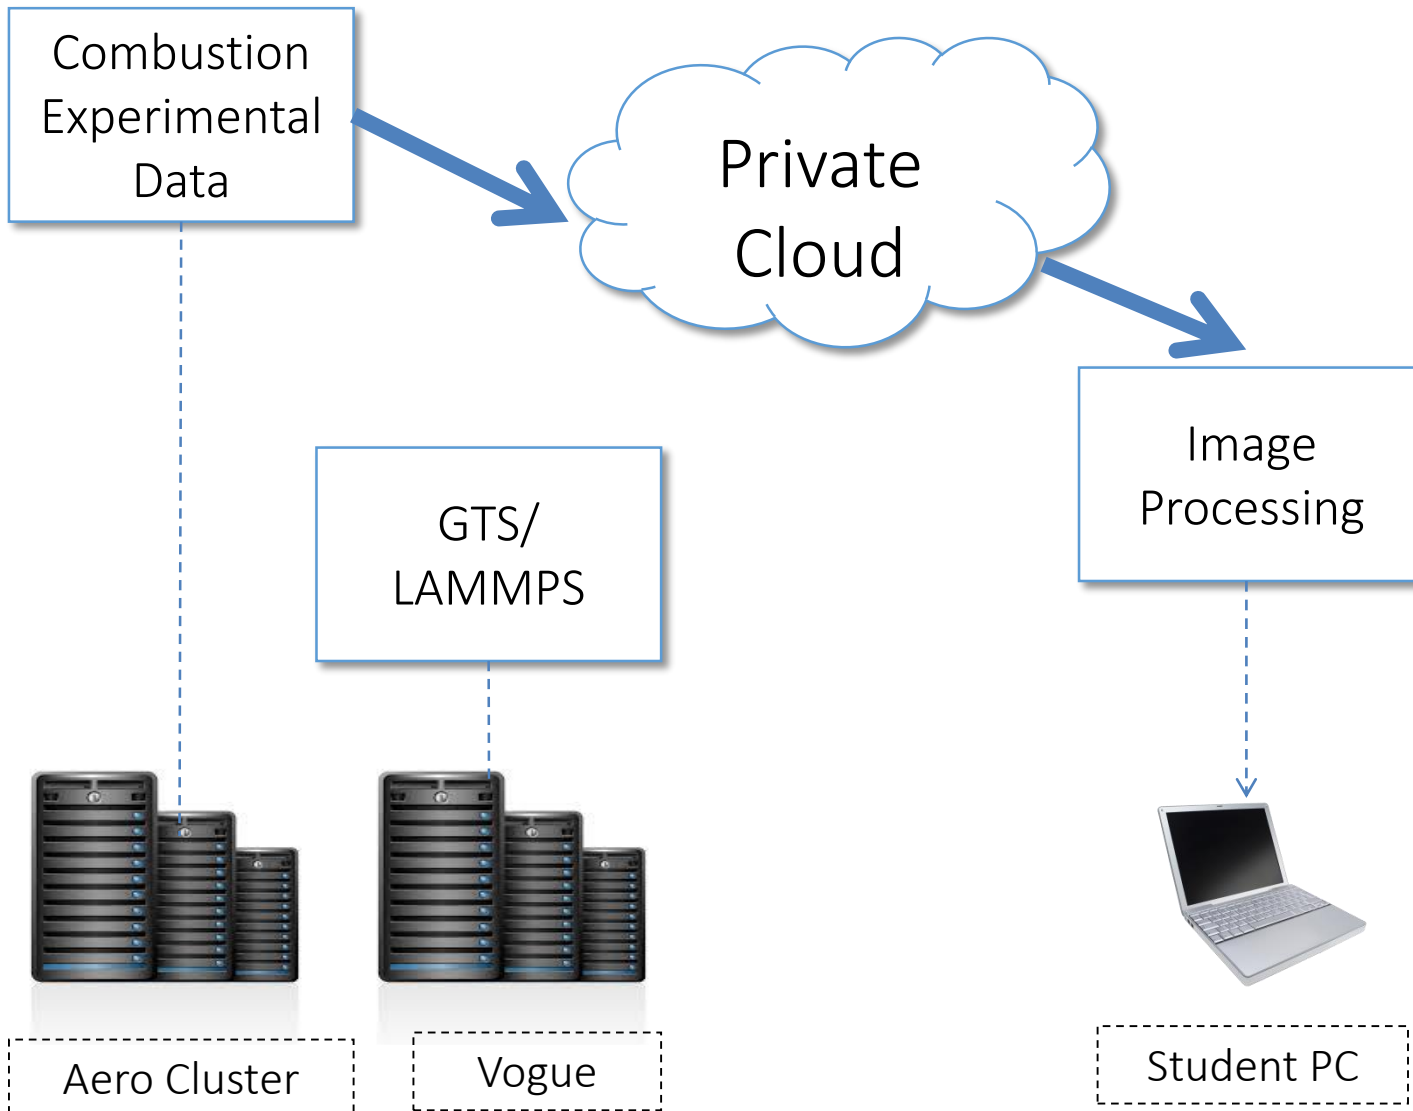 Combustion
Experimental
Data
Private
Cloud
Image
Processing
GTS/
LAMMPS
Aero Cluster
Vogue
Student PC